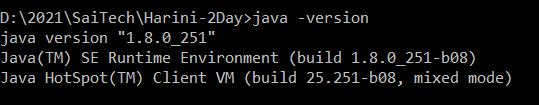 D:\2021\SaiTech\Harini-2Day>java -version
java version "1.8.0_251"
Java(TM) SE Runtime Environment (build 1.8.0_251-b08)
Java HotSpot(TM) Client VM (build 25.251-b08, mixed mode)